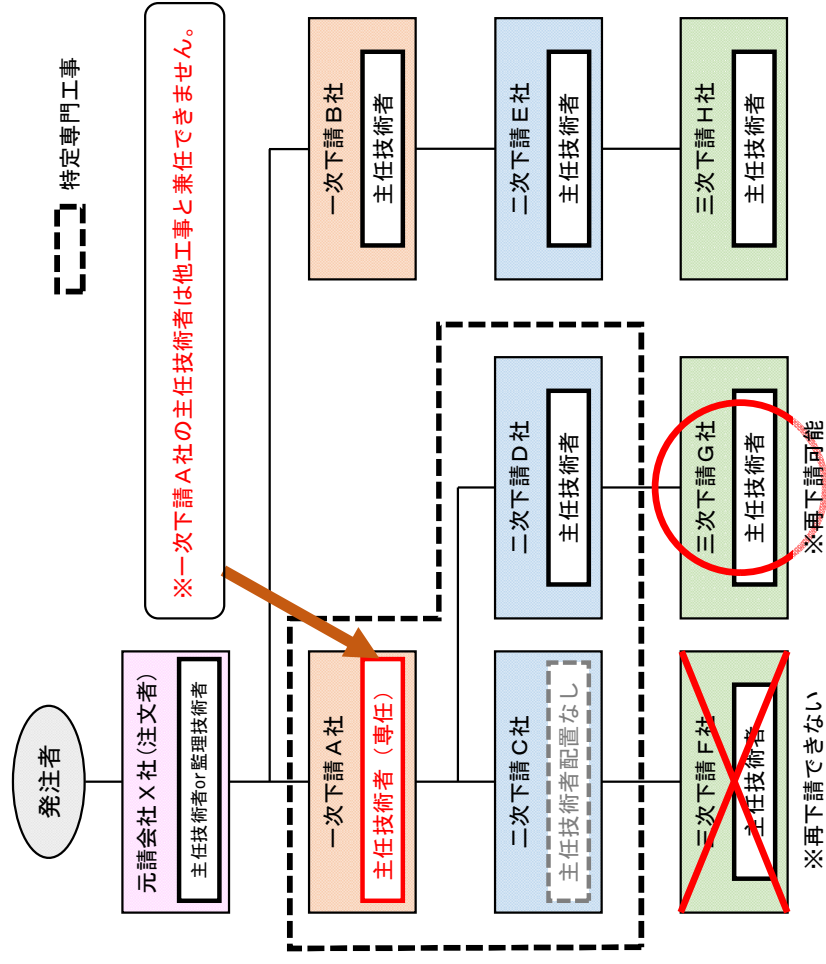 特定専門工事
※一次下請A社の主任技術者は他工事と兼任できません。
発注者
元請会社X社(注文者)
主任技術者or監理技術者
一次下請A社
主任技術者(専任)
一次下請B社
主任技術者
二次下請C社
主任技術者配置なし
二次下請D社
主任技術者
二次下請E社
主任技術者
三次下請F社
主任技術者
※再下請できない
三次下請G社
主任技術者
※再下請可能
三次下請H社
主任技術者